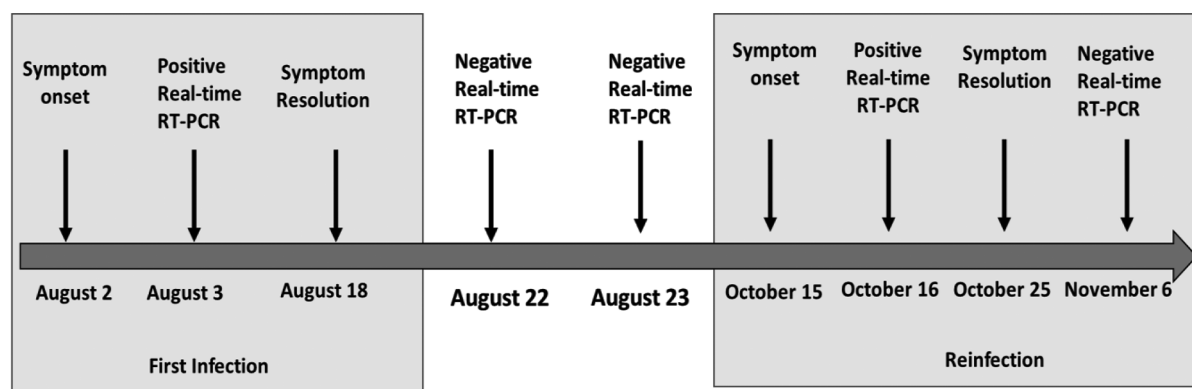 Symptom
onset
Positive
Real-time
RT-PCR
Symptom
Resolution
Negative
Real-time
RT-PCR
Negative
Real-time
RT-PCR
Symptom
onset
Positive
Real-time
RT-PCR
Symptom
Resolution
Negative
Real-time
RT-PCR
August 2
August 3
August 18
August 22
August 23
October 15
October 16
October 25
November 6
First Infection
Reinfection